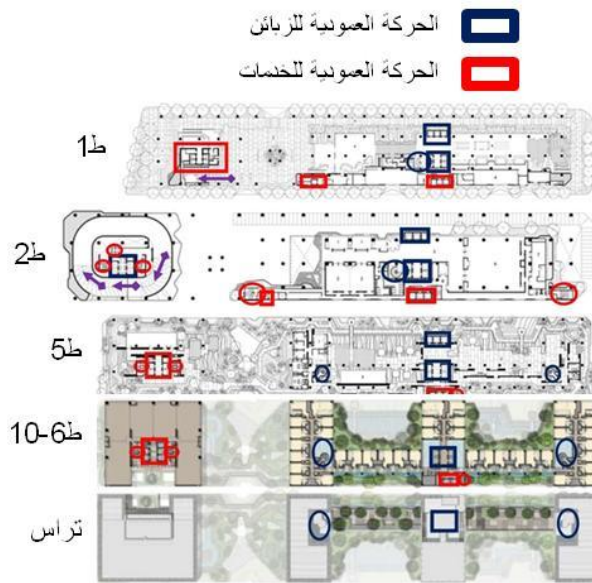 الحركة العمودية للزبائن
الحركة العمودية للخدمات
ط1
ط2
ط5
ط6-10
تراس